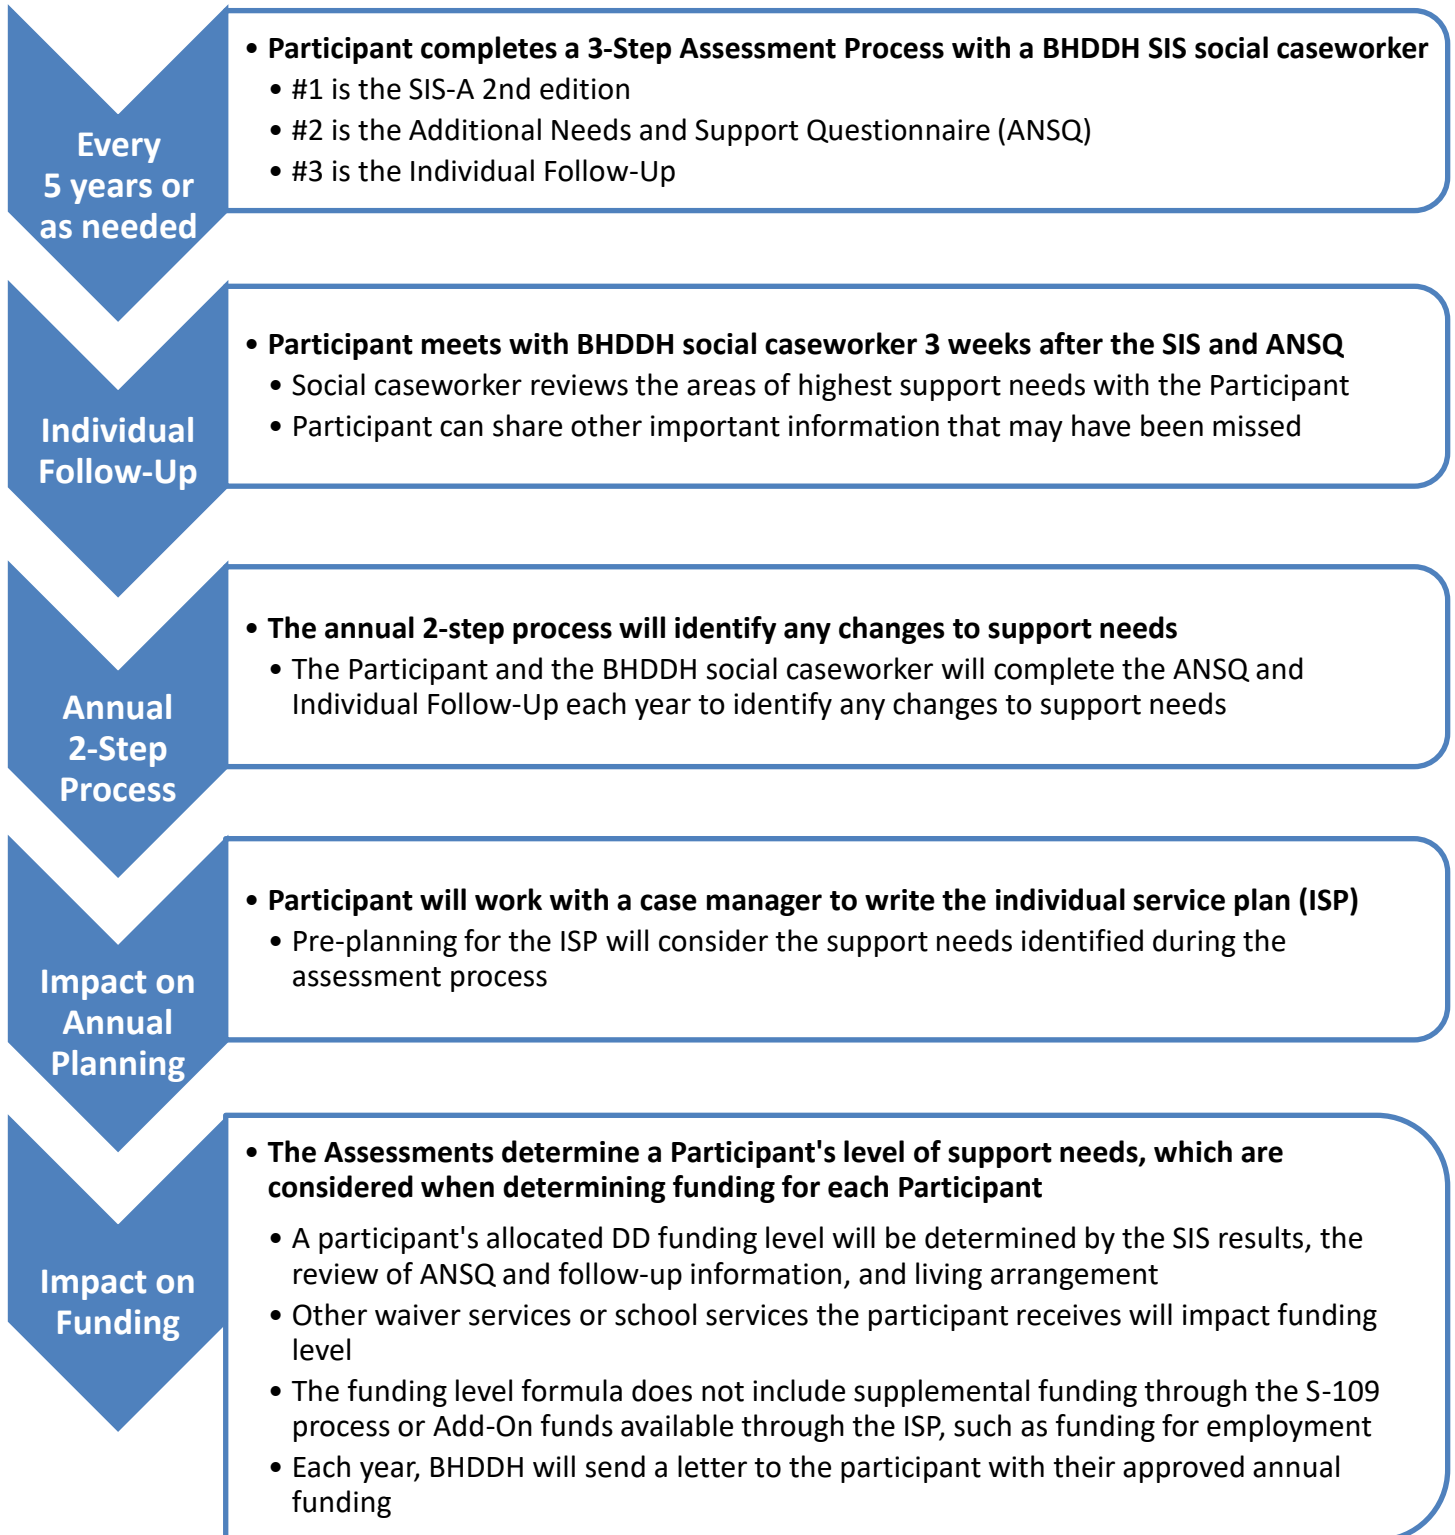 Every
5 years or
as needed
• Participant completes a 3-Step Assessment Process with a BHDDH SIS social caseworker
• #1 is the SIS-A 2nd edition
• #2 is the Additional Needs and Support Questionnaire (ANSQ)
• #3 is the Individual Follow-Up
Individual
Follow-Up
• Participant meets with BHDDH social caseworker 3 weeks after the SIS and ANSQ
• Social caseworker reviews the areas of highest support needs with the Participant
• Participant can share other important information that may have been missed
Annual
2-Step
Process
• The annual 2-step process will identify any changes to support needs
• The Participant and the BHDDH social caseworker will complete the ANSQ and
Individual Follow-Up each year to identify any changes to support needs
Impact on
Annual
Planning
• Participant will work with a case manager to write the individual service plan (ISP)
• Pre-planning for the ISP will consider the support needs identified during the
assessment process
Impact on
Funding
• The Assessments determine a Participant's level of support needs, which are
considered when determining funding for each Participant
• A participant's allocated DD funding level will be determined by the SIS results, the
review of ANSQ and follow-up information, and living arrangement
• Other waiver services or school services the participant receives will impact funding
level
• The funding level formula does not include supplemental funding through the S-109
process or Add-On funds available through the ISP, such as funding for employment
• Each year, BHDDH will send a letter to the participant with their approved annual
funding